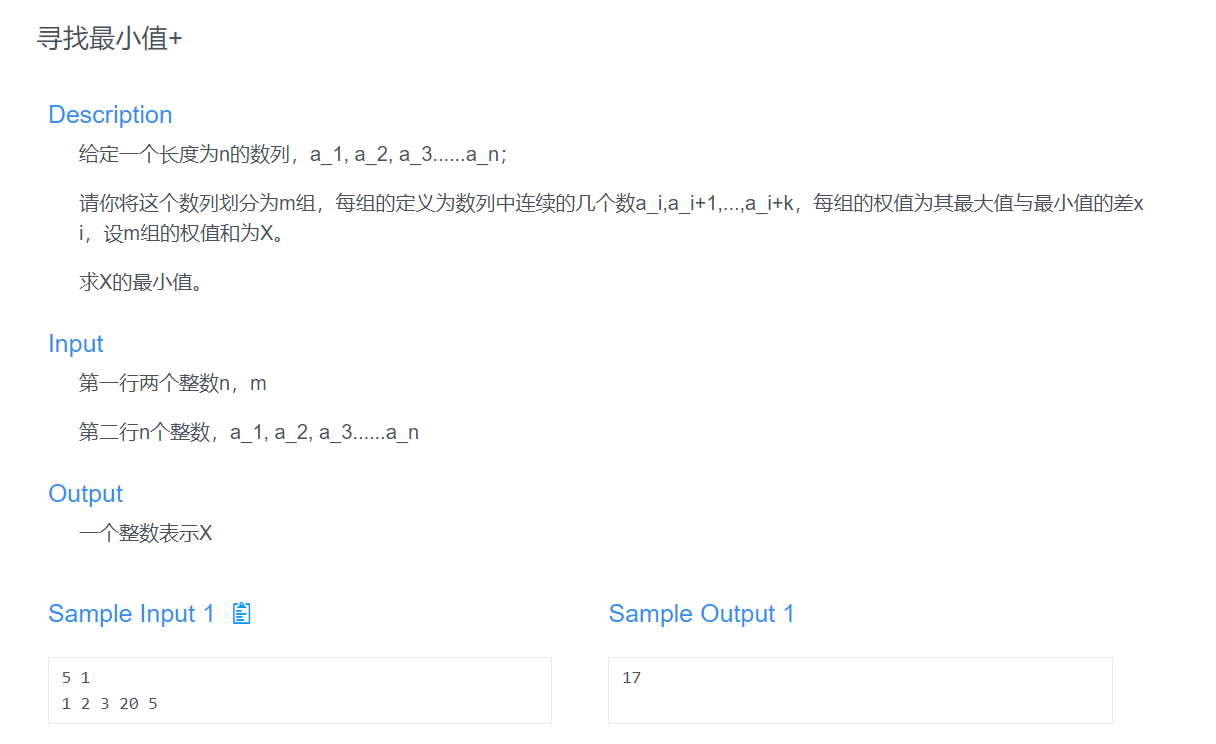 寻找最小值+
Description
给定一个长度为n的数列，a_1, a_2, a_3......a_n；
请你将这个数列划分为m组，每组的定义为数列中连续的几个数a_i,a_i+1,...,a_i+k，每组的权值为其最大值与最小值的差x
i，设m组的权值和为X。
求X的最小值。
Input
第一行两个整数n，m
第二行n个整数，a_1, a_2, a_3......a_n
Output
一个整数表示X
Sample Input 1
5 1
1 2 3 20 5
Sample Output 1
17